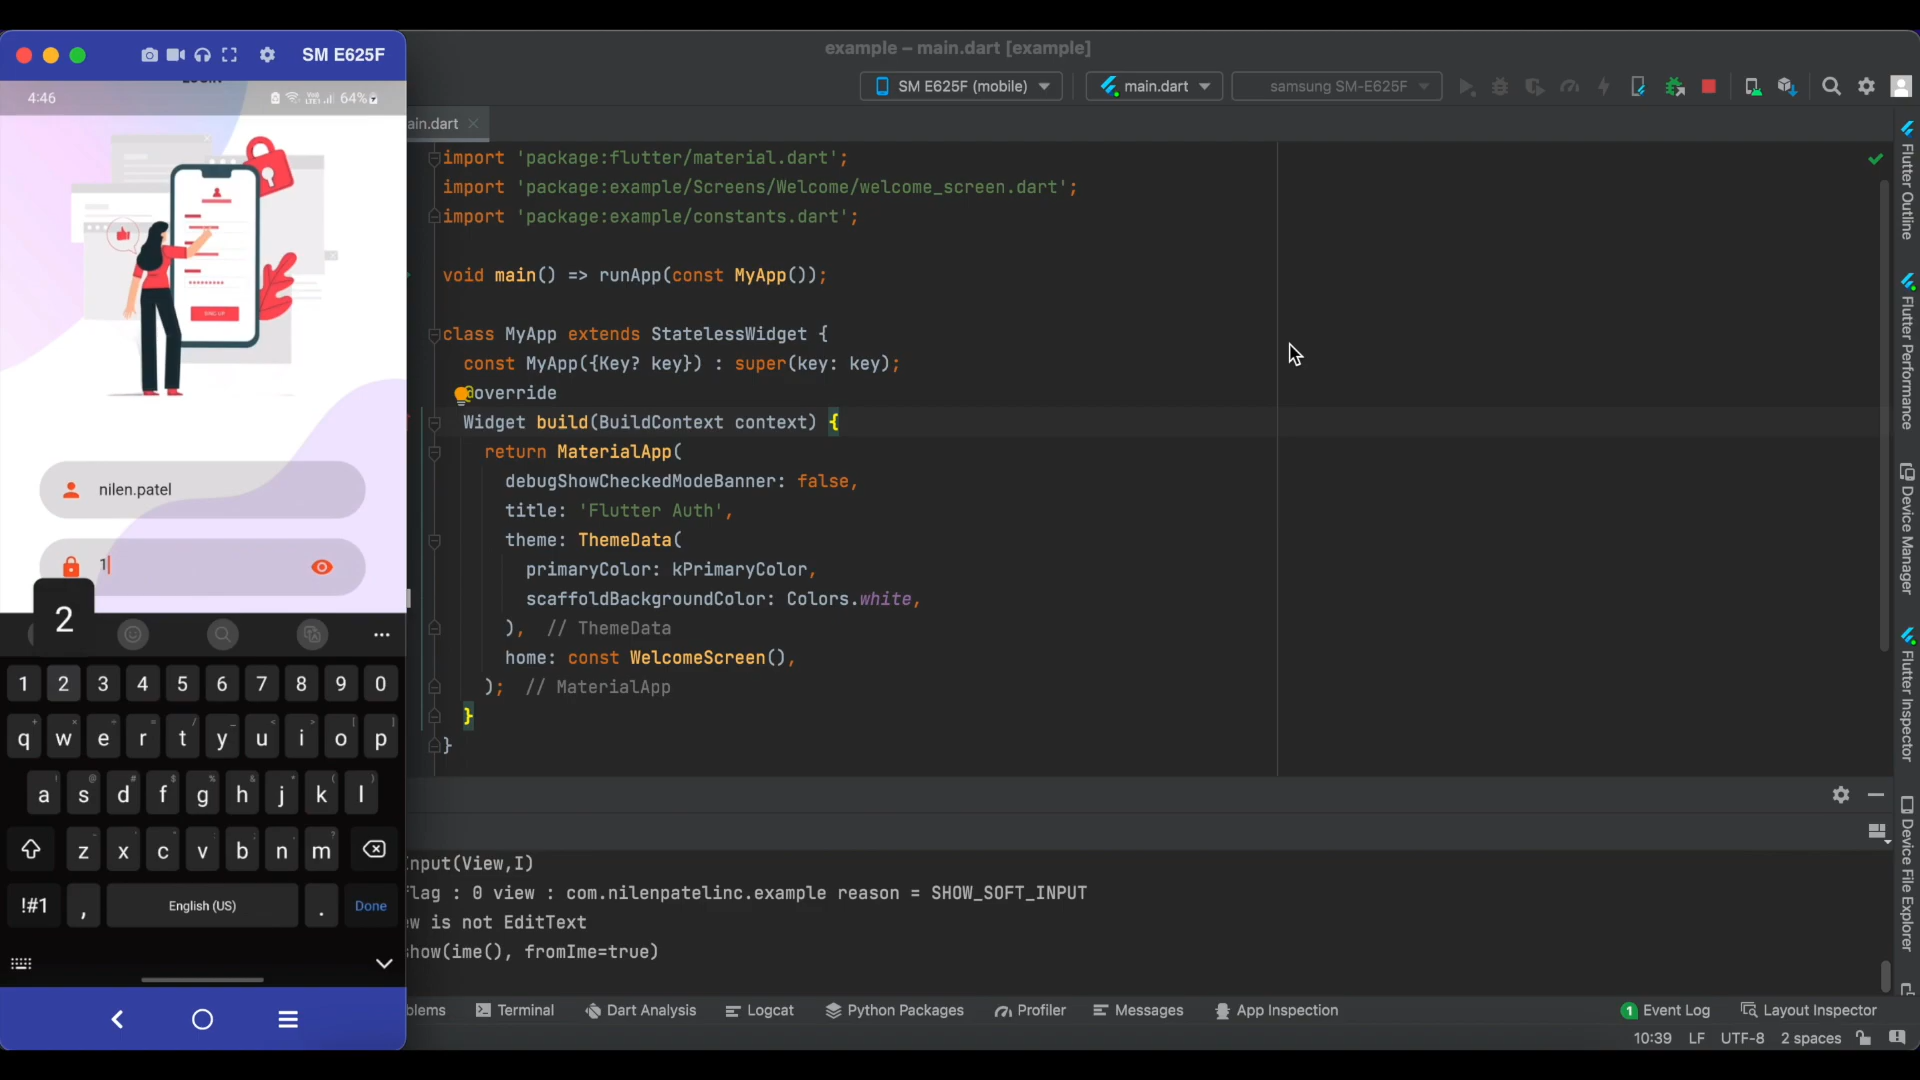 SM E625F
LOGIN
4:46
64%
nilen.patel
1
2
1 2 3 4 5 6 7 8 9 0
q w e r t y u i o p
a s d f g h j k l
z x c v b n m
!#1 , English (US) . Done
example – main.dart [example]
SM E625F (mobile) main.dart samsung SM-E625F
ain.dart
import 'package:flutter/material.dart';
import 'package:example/Screens/Welcome/welcome_screen.dart';
import 'package:example/constants.dart';
void main() => runApp(const MyApp());
class MyApp extends StatelessWidget {
const MyApp({Key? key}) : super(key: key);
@override
Widget build(BuildContext context) {
return MaterialApp(
debugShowCheckedModeBanner: false,
title: 'Flutter Auth',
theme: ThemeData(
primaryColor: kPrimaryColor,
scaffoldBackgroundColor: Colors.white,
), // ThemeData
home: const WelcomeScreen(),
); // MaterialApp
}
}
nput(View,I)
flag : 0 view : com.nilenpatelinc.example reason = SHOW_SOFT_INPUT
ew is not EditText
show(ime(), fromIme=true)
blems Terminal Dart Analysis Logcat Python Packages Profiler Messages App Inspection 1 Event Log Layout Inspector
10:39 LF UTF-8 2 spaces
Flutter Outline
Flutter Performance
Device Manager
Flutter Inspector
Device File Explorer